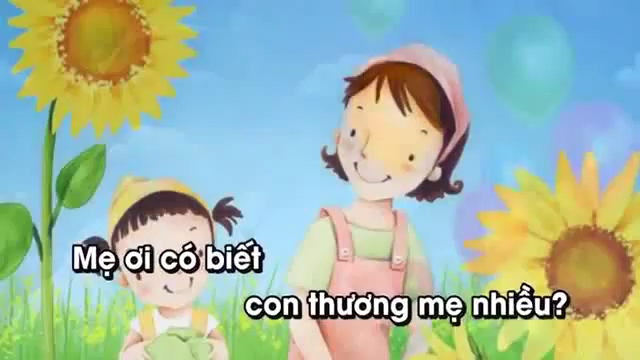 Mẹ ơi có biết
con thương mẹ nhiều?